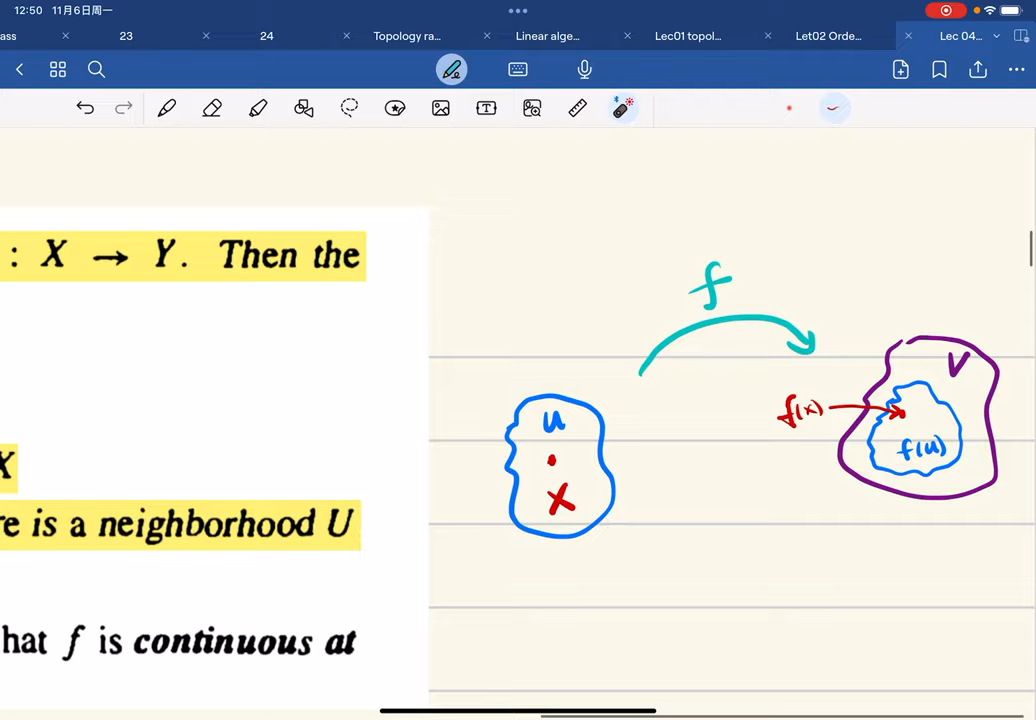 12:50 11月6日周一
ass
23
24
Topology ra...
Linear alge...
Lec01 topol...
Let02 Orde...
Lec 04...
: X → Y. Then the
X
re is a neighborhood U
hat f is continuous at
f
V
u
f(x)
f(u)
X